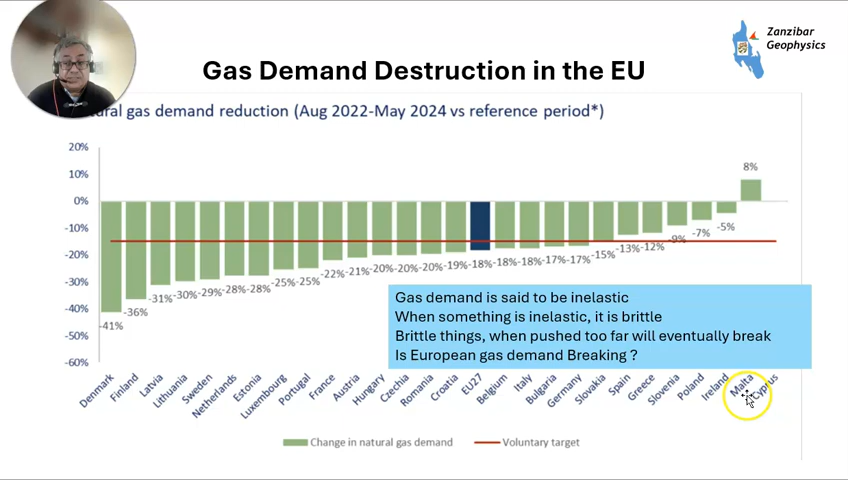 Zanzibar
Geophysics
Gas Demand Destruction in the EU
ural gas demand reduction (Aug 2022-May 2024 vs reference period*)
20%
10%
0%
-10%
-20%
-30%
-40%
-50%
-60%
-41%
-36%
-31%
-30%
-29%
-28%
-28%
-25%
-25%
-22%
-21%
-20%
-20%
-20%
-19%
-18%
-18%
-18%
-17%
-17%
-15%
-13%
-12%
-9%
-7%
-5%
8%
Gas demand is said to be inelastic
When something is inelastic, it is brittle
Brittle things, when pushed too far will eventually break
Is European gas demand Breaking ?
Denmark
Finland
Latvia
Lithuania
Sweden
Netherlands
Estonia
Luxembourg
Portugal
France
Austria
Hungary
Czechia
Romania
Croatia
EU27
Belgium
Italy
Bulgaria
Germany
Slovakia
Spain
Greece
Slovenia
Poland
Ireland
Malta
Cyprus
Change in natural gas demand
Voluntary target